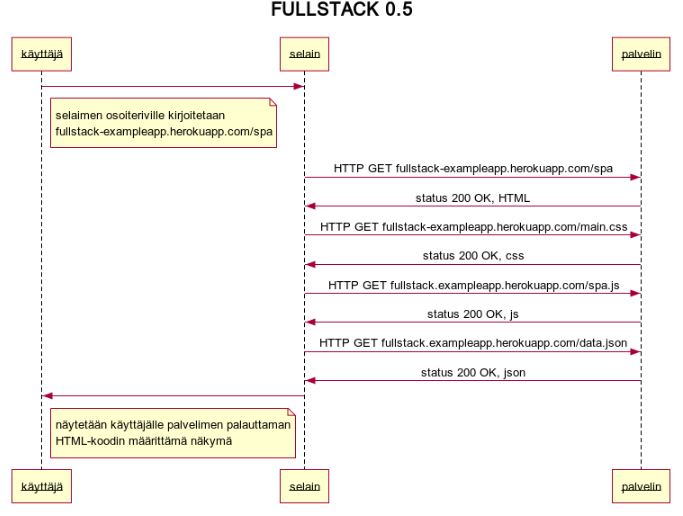 FULLSTACK 0.5
käyttäjä
selain
palvelin
selaimen osoiteriville kirjoitetaan
fullstack-exampleapp.herokuapp.com/spa
HTTP GET fullstack-exampleapp.herokuapp.com/spa
status 200 OK, HTML
HTTP GET fullstack-exampleapp.herokuapp.com/main.css
status 200 OK, css
HTTP GET fullstack.exampleapp.herokuapp.com/spa.js
status 200 OK, js
HTTP GET fullstack.exampleapp.herokuapp.com/data.json
status 200 OK, json
näytetään käyttäjälle palvelimen palauttaman
HTML-koodin määrittämä näkymä
käyttäjä
selain
palvelin